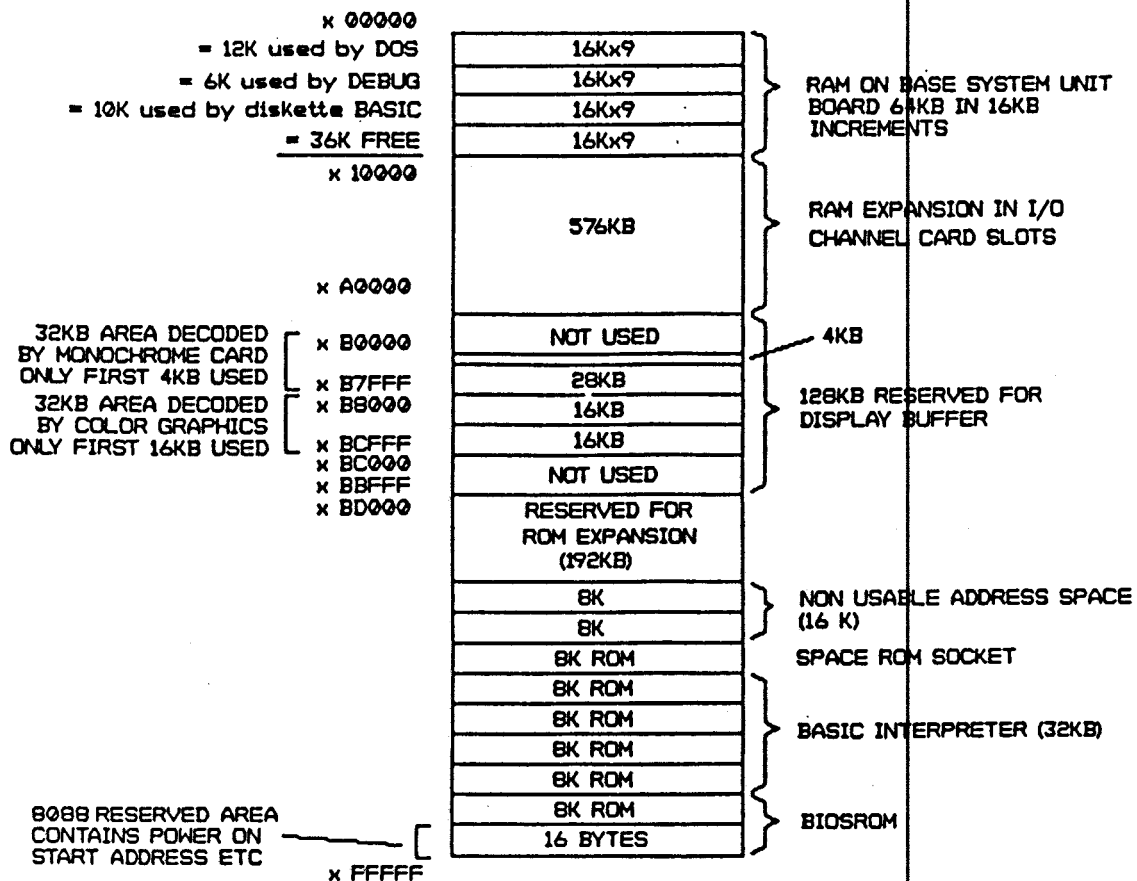 x 00000
= 12K used by DOS
= 6K used by DEBUG
= 10K used by diskette BASIC
= 36K FREE
x 10000
x A0000
32KB AREA DECODED
BY MONOCHROME CARD
ONLY FIRST 4KB USED
x B0000
x B7FFF
32KB AREA DECODED
BY COLOR GRAPHICS
ONLY FIRST 16KB USED
x B8000
x BCFFF
x BC000
x BBFFF
x BD000
8088 RESERVED AREA
CONTAINS POWER ON
START ADDRESS ETC
x FFFFF
16Kx9
16Kx9
16Kx9
16Kx9
576KB
NOT USED
28KB
16KB
16KB
NOT USED
RESERVED FOR
ROM EXPANSION
(192KB)
8K
8K
8K ROM
8K ROM
8K ROM
8K ROM
8K ROM
8K ROM
16 BYTES
RAM ON BASE SYSTEM UNIT
BOARD 64KB IN 16KB
INCREMENTS
RAM EXPANSION IN I/O
CHANNEL CARD SLOTS
4KB
128KB RESERVED FOR
DISPLAY BUFFER
NON USABLE ADDRESS SPACE
(16 K)
SPACE ROM SOCKET
BASIC INTERPRETER (32KB)
BIOSROM